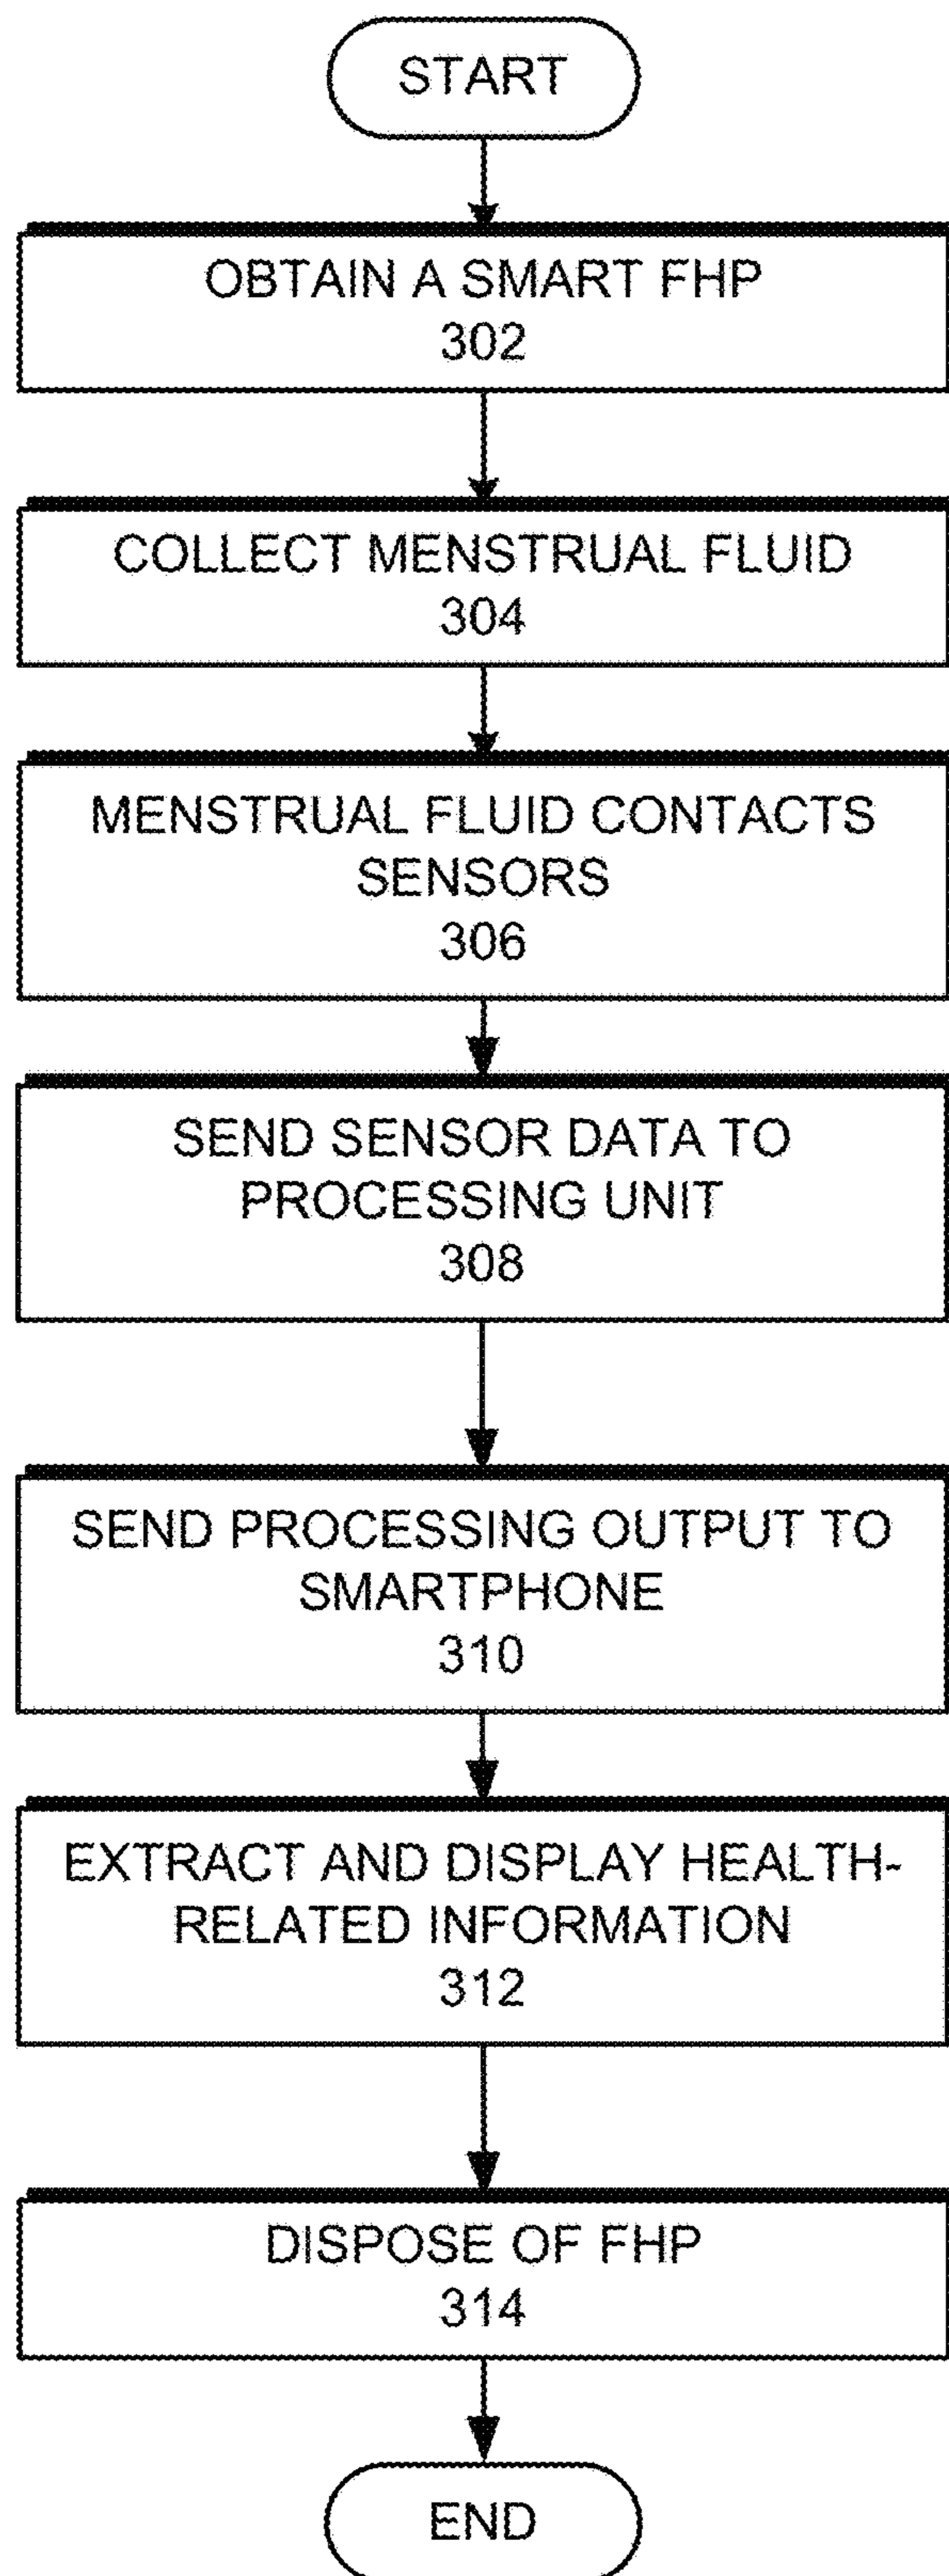 START
OBTAIN A SMART FHP
302
COLLECT MENSTRUAL FLUID
304
MENSTRUAL FLUID CONTACTS
SENSORS
306
SEND SENSOR DATA TO
PROCESSING UNIT
308
SEND PROCESSING OUTPUT TO
SMARTPHONE
310
EXTRACT AND DISPLAY HEALTH-
RELATED INFORMATION
312
DISPOSE OF FHP
314
END